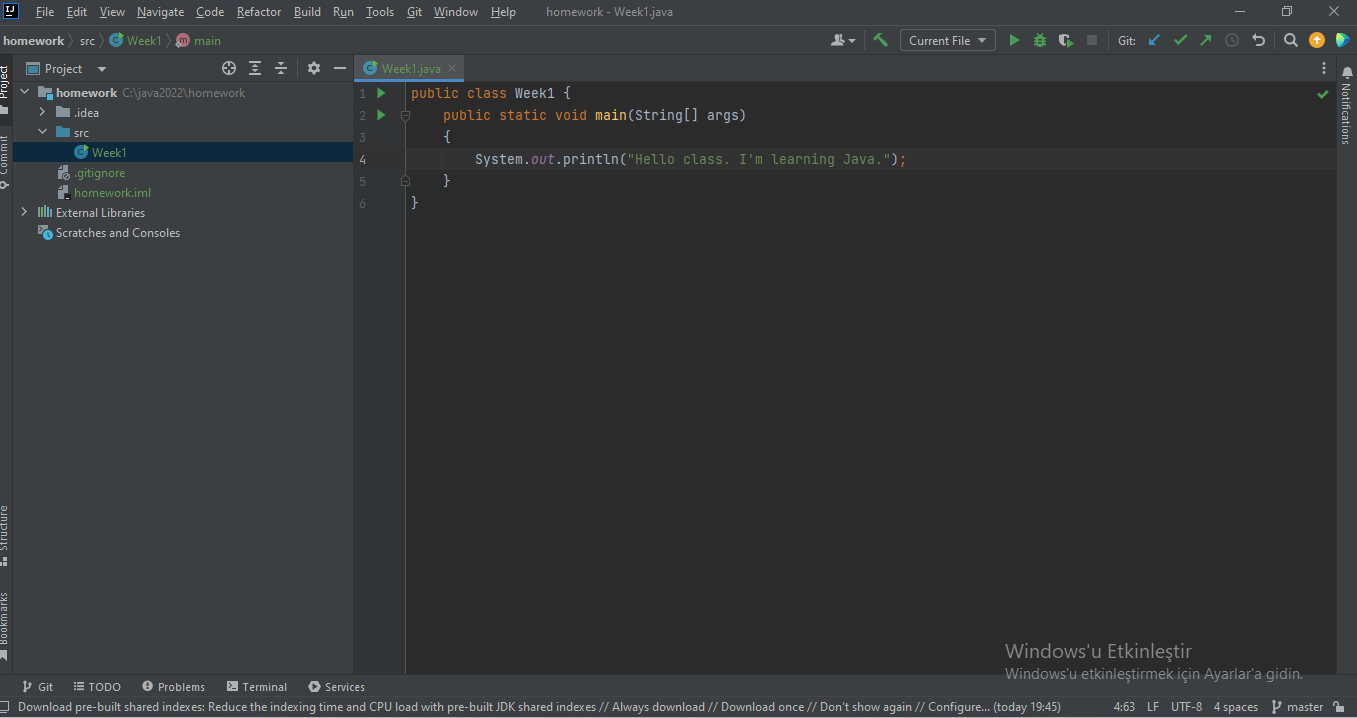 File Edit View Navigate Code Refactor Build Run Tools Git Window Help homework - Week1.java
homework src Week1 main Current File Git:
Project Week1.java
homework C:\java2022\homework
.idea
src
Week1
.gitignore
homework.iml
External Libraries
Scratches and Consoles
1 public class Week1 {
2 public static void main(String[] args)
3 {
4 System.out.println("Hello class. I'm learning Java.");
5 }
6 }
Project
Commit
Structure
Bookmarks
Notifications
Windows'u Etkinleştir
Windows'u etkinleştirmek için Ayarlar'a gidin.
Git TODO Problems Terminal Services
Download pre-built shared indexes: Reduce the indexing time and CPU load with pre-built JDK shared indexes // Always download // Download once // Don't show again // Configure... (today 19:45) 4:63 LF UTF-8 4 spaces master